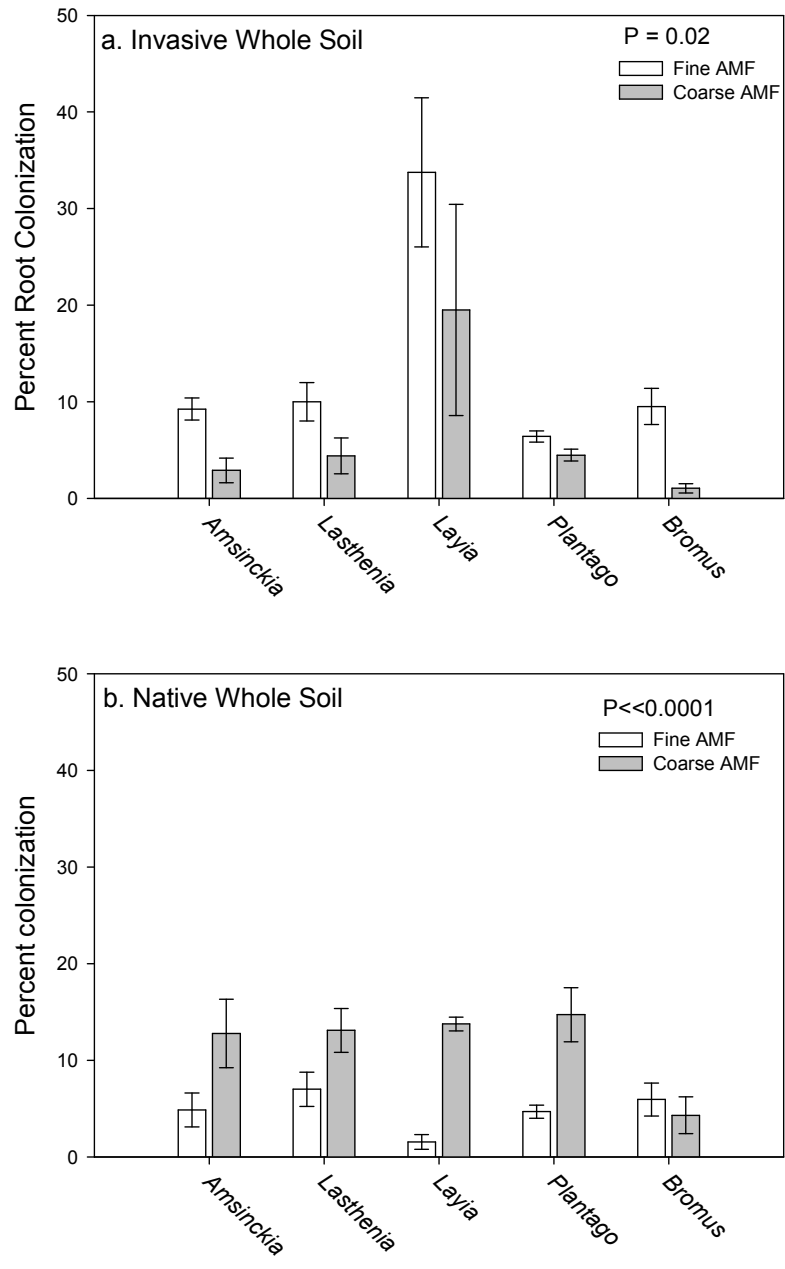 a. Invasive Whole Soil
P = 0.02
Fine AMF
Coarse AMF
Percent Root Colonization
50
40
30
20
10
0
Amsinckia
Lasthenia
Layia
Plantago
Bromus
b. Native Whole Soil
P<<0.0001
Fine AMF
Coarse AMF
Percent colonization
50
40
30
20
10
0
Amsinckia
Lasthenia
Layia
Plantago
Bromus